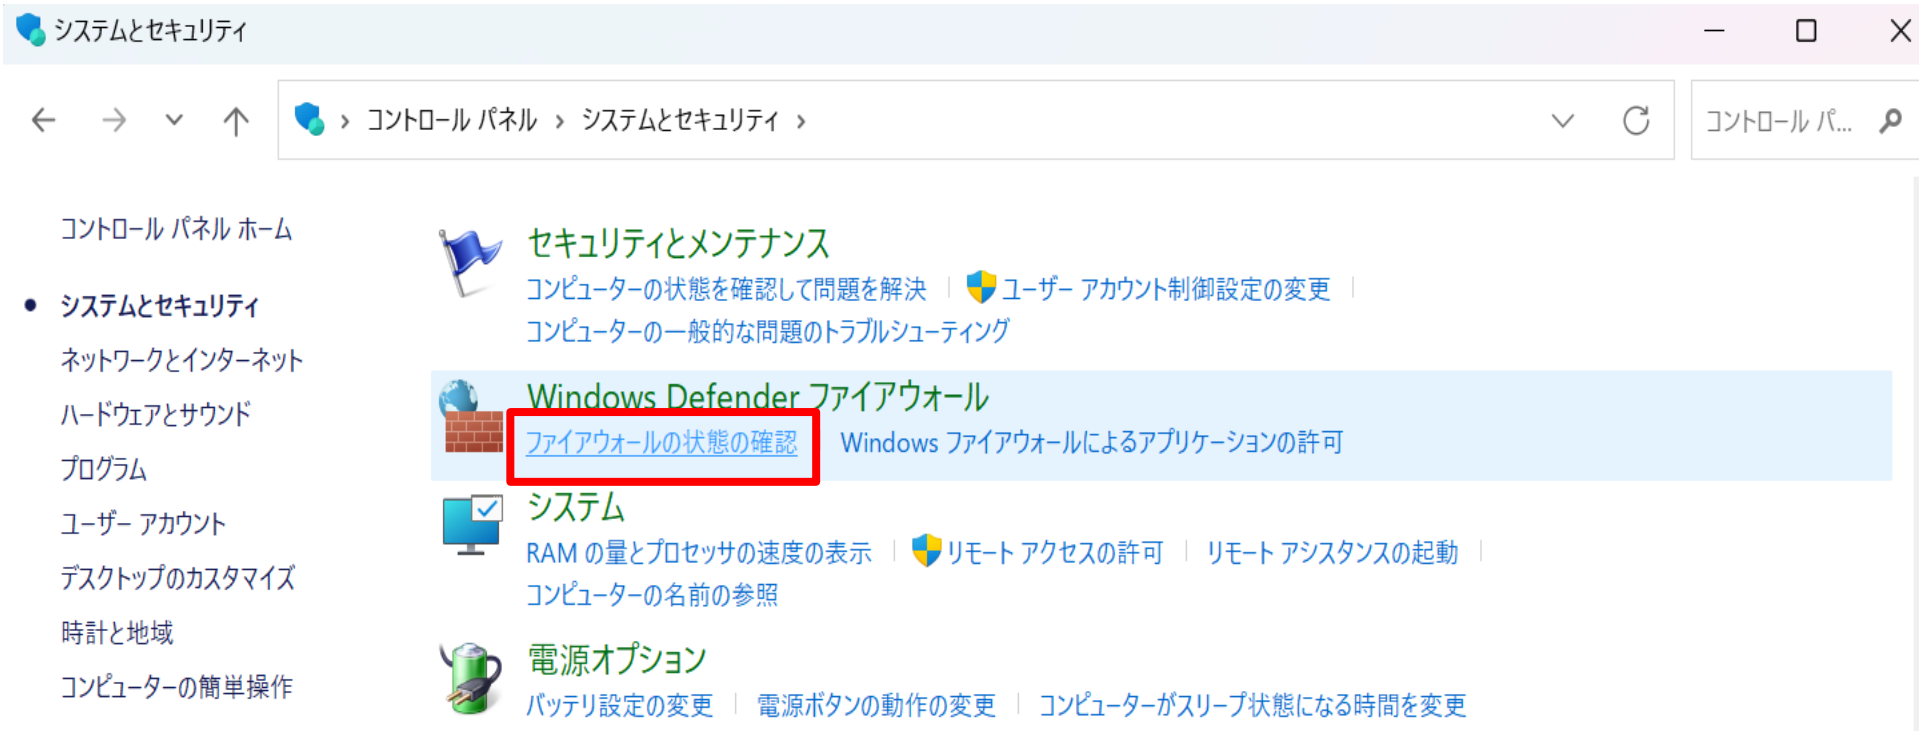 システムとセキュリティ
コントロール パネル › システムとセキュリティ ›
コントロール パ...
コントロール パネル ホーム
システムとセキュリティ
ネットワークとインターネット
ハードウェアとサウンド
プログラム
ユーザー アカウント
デスクトップのカスタマイズ
時計と地域
コンピューターの簡単操作
セキュリティとメンテナンス
コンピューターの状態を確認して問題を解決 ユーザー アカウント制御設定の変更
コンピューターの一般的な問題のトラブルシューティング
Windows Defender ファイアウォール
ファイアウォールの状態の確認 Windows ファイアウォールによるアプリケーションの許可
システム
RAM の量とプロセッサの速度の表示 リモート アクセスの許可 リモート アシスタンスの起動
コンピューターの名前の参照
電源オプション
バッテリ設定の変更 電源ボタンの動作の変更 コンピューターがスリープ状態になる時間を変更